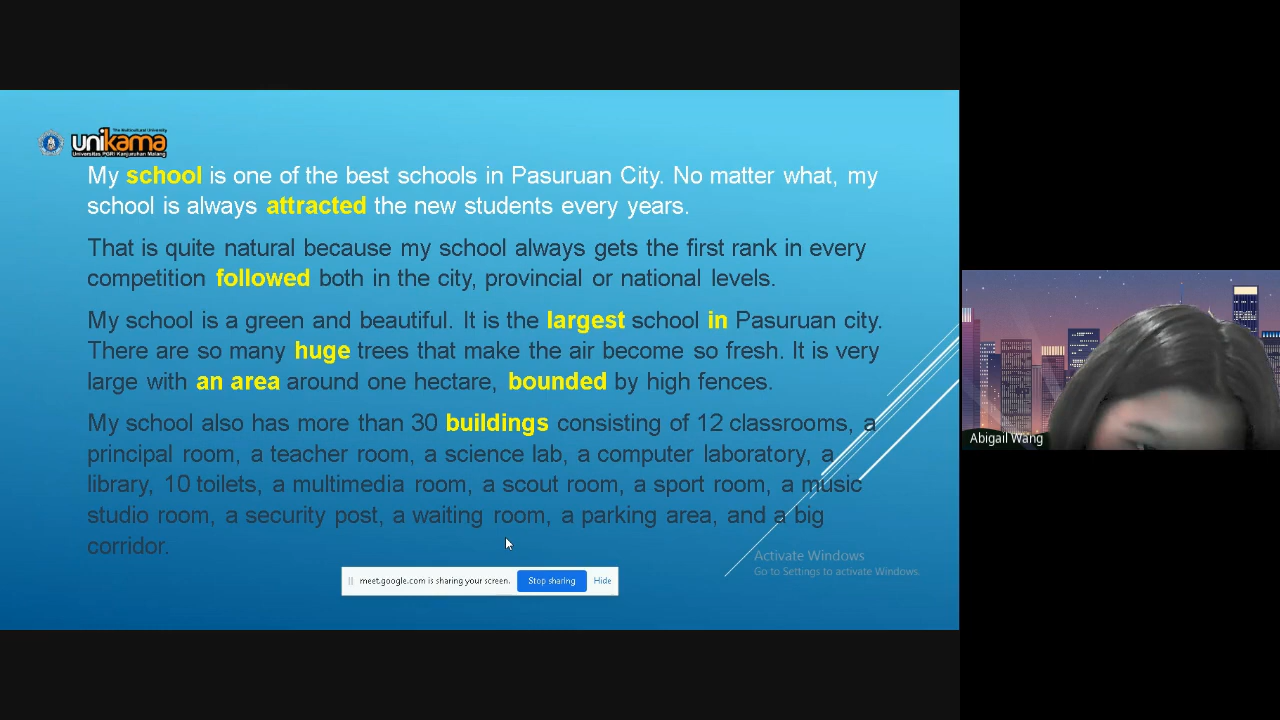 The Multicultural University
unikama
Universitas PGRI Kanjuruhan Malang
My school is one of the best schools in Pasuruan City. No matter what, my
school is always attracted the new students every years.
That is quite natural because my school always gets the first rank in every
competition followed both in the city, provincial or national levels.
My school is a green and beautiful. It is the largest school in Pasuruan city.
There are so many huge trees that make the air become so fresh. It is very
large with an area around one hectare, bounded by high fences.
My school also has more than 30 buildings consisting of 12 classrooms, a
principal room, a teacher room, a science lab, a computer laboratory, a
library, 10 toilets, a multimedia room, a scout room, a sport room, a music
studio room, a security post, a waiting room, a parking area, and a big
corridor.
Activate Windows
Go to Settings to activate Windows.
meet.google.com is sharing your screen.
Stop sharing
Hide
Abigail Wang